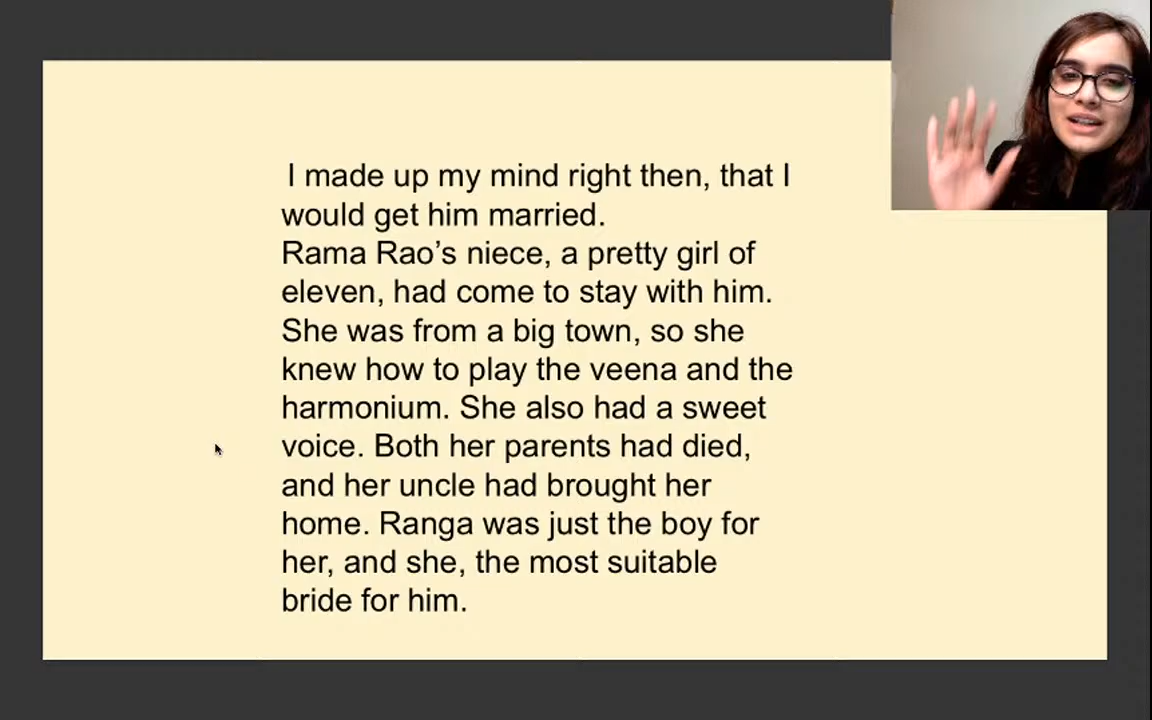 I made up my mind right then, that I
would get him married.
Rama Rao’s niece, a pretty girl of
eleven, had come to stay with him.
She was from a big town, so she
knew how to play the veena and the
harmonium. She also had a sweet
voice. Both her parents had died,
and her uncle had brought her
home. Ranga was just the boy for
her, and she, the most suitable
bride for him.